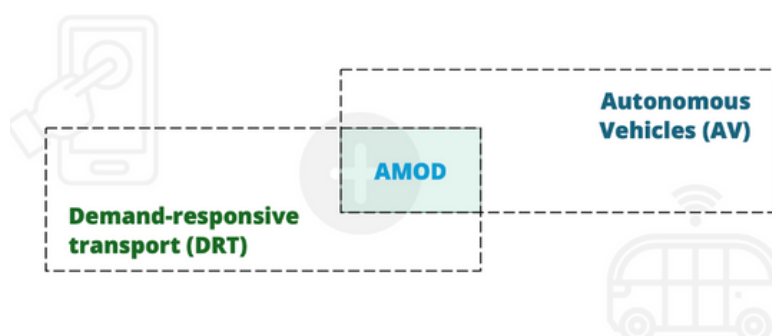 Autonomous
Vehicles (AV)
AMOD
Demand-responsive
transport (DRT)